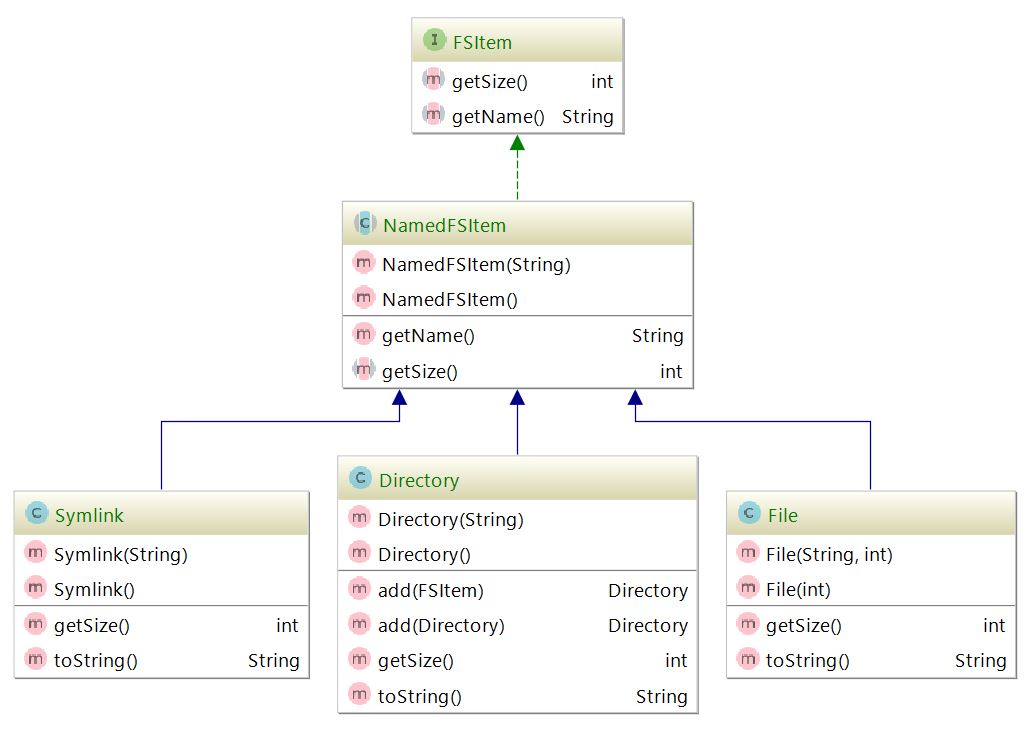 I FSItem
m getSize() int
m getName() String
C NamedFSItem
m NamedFSItem(String)
m NamedFSItem()
m getName() String
m getSize() int
C Symlink
m Symlink(String)
m Symlink()
m getSize() int
m toString() String
C Directory
m Directory(String)
m Directory()
m add(FSItem) Directory
m add(Directory) Directory
m getSize() int
m toString() String
C File
m File(String, int)
m File(int)
m getSize() int
m toString() String